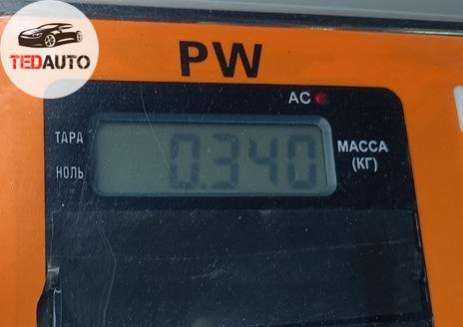 TEDAUTO
PW
AC
ТАРА
НОЛЬ
0.340
МАССА
(КГ)